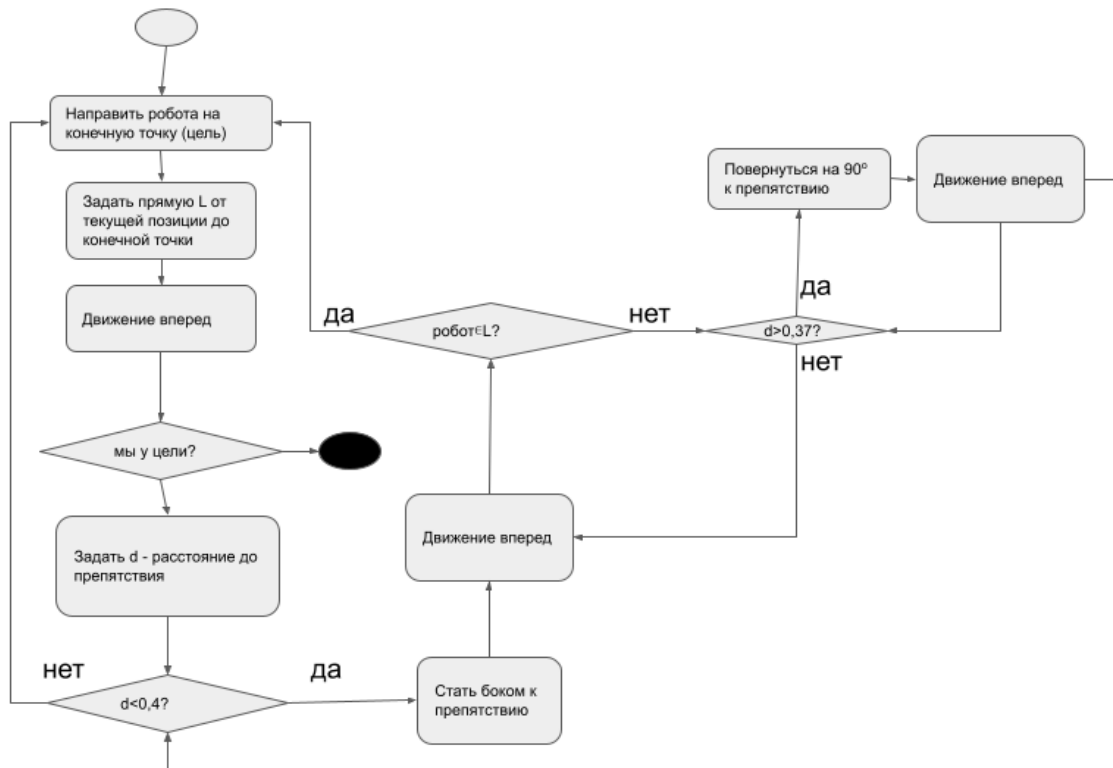 Направить робота на
конечную точку (цель)
Задать прямую L от
текущей позиции до
конечной точки
Движение вперед
мы у цели?
Задать d - расстояние до
препятствия
нет
да
d<0,4?
Стать боком к
препятствию
Движение вперед
да
робот∈L?
нет
d>0,37?
да
нет
Повернуться на 90º
к препятствию
Движение вперед